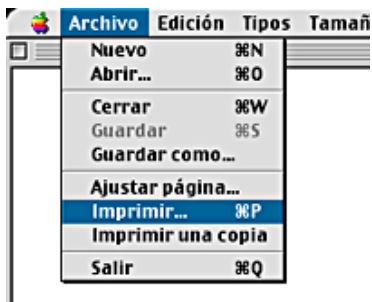 Archivo Edición Tipos Tamañ
Nuevo ⌘N
Abrir... ⌘O
Cerrar ⌘W
Guardar ⌘S
Guardar como...
Ajustar página...
Imprimir... ⌘P
Imprimir una copia
Salir ⌘Q